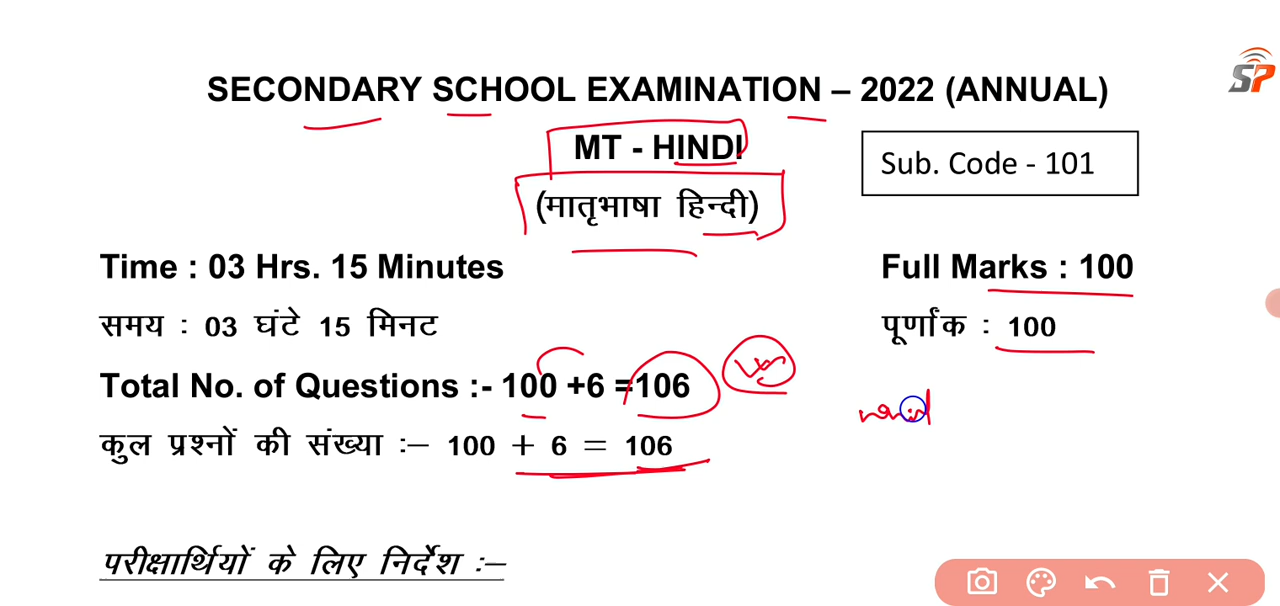 SECONDARY SCHOOL EXAMINATION – 2022 (ANNUAL)
SP
MT - HINDI
Sub. Code - 101
(मातृभाषा हिन्दी)
Time : 03 Hrs. 15 Minutes
Full Marks : 100
समय : 03 घंटे 15 मिनट
पूर्णांक : 100
Total No. of Questions :- 100 +6 =106
कुल प्रश्नों की संख्या :– 100 + 6 = 106
परीक्षार्थियों के लिए निर्देश :–